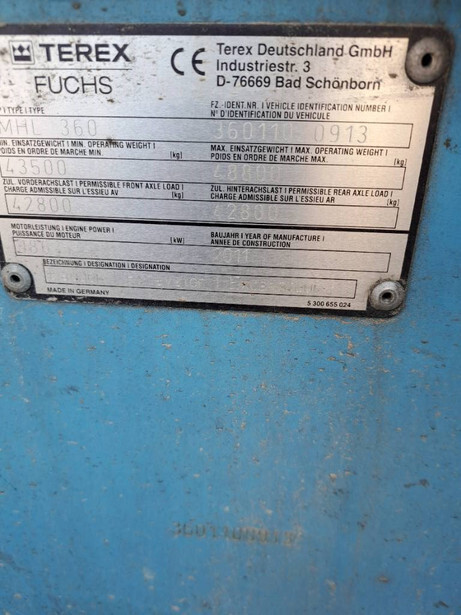 TEREX
FUCHS
CE
Terex Deutschland GmbH
Industriestr. 3
D-76669 Bad Schönborn
TYPE | TYPE
MHL 360
FZ.-IDENT.NR. | VEHICLE IDENTIFICATION NUMBER |
N° D'IDENTIFICATION DU VEHICULE
MIN. EINSATZGEWICHT | MIN. OPERATING WEIGHT |
POIDS EN ORDRE DE MARCHE MIN. [kg]
MAX. EINSATZGEWICHT | MAX. OPERATING WEIGHT |
POIDS EN ORDRE DE MARCHE MAX. [kg]
48800
ZUL. VORDERACHSLAST | PERMISSIBLE FRONT AXLE LOAD |
CHARGE ADMISSIBLE SUR L'ESSIEU AV [kg]
42800
ZUL. HINTERACHSLAST | PERMISSIBLE REAR AXLE LOAD |
CHARGE ADMISSIBLE SUR L'ESSIEU AR [kg]
42800
MOTORLEISTUNG | ENGINE POWER |
PUISSANCE DU MOTEUR [kW]
BAUJAHR | YEAR OF MANUFACTURE |
ANNÉE DE CONSTRUCTION
BEZEICHNUNG | DESIGNATION | DESIGNATION
MADE IN GERMANY
5 300 655 024